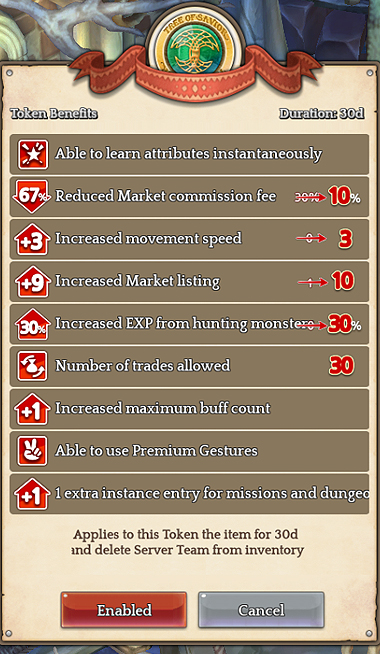 TREE OF SAVIOR
Token Benefits Duration: 30d
Able to learn attributes instantaneously
67% Reduced Market commission fee 30% 10%
+3 Increased movement speed 0 3
+9 Increased Market listing 1 10
30% Increased EXP from hunting monsters 30%
Number of trades allowed 30
+1 Increased maximum buff count
Able to use Premium Gestures
+1 1 extra instance entry for missions and dungeo
Applies to this Token the item for 30d
and delete Server Team from inventory
Enabled Cancel